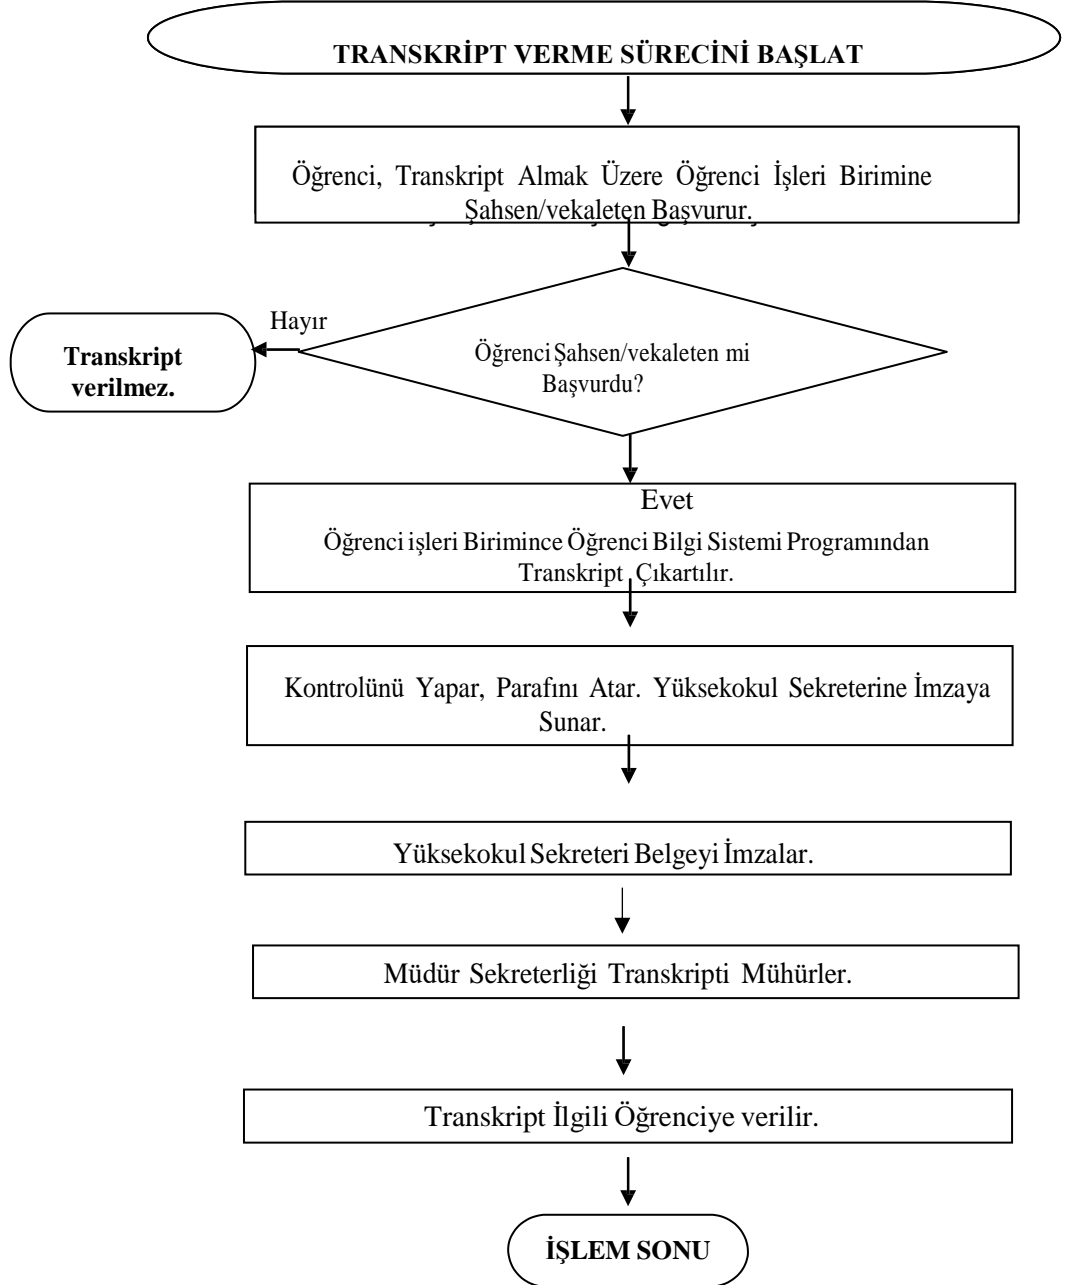 TRANSKRİPT VERME SÜRECİNİ BAŞLAT
Öğrenci, Transkript Almak Üzere Öğrenci İşleri Birimine
Şahsen/vekaleten Başvurur.
Hayır
Transkript
verilmez.
Öğrenci Şahsen/vekaleten mi
Başvurdu?
Evet
Öğrenci işleri Birimince Öğrenci Bilgi Sistemi Programından
Transkript Çıkartılır.
Kontrolünü Yapar, Parafını Atar. Yüksekokul Sekreterine İmzaya
Sunar.
Yüksekokul Sekreteri Belgeyi İmzalar.
Müdür Sekreterliği Transkripti Mühürler.
Transkript İlgili Öğrenciye verilir.
İŞLEM SONU